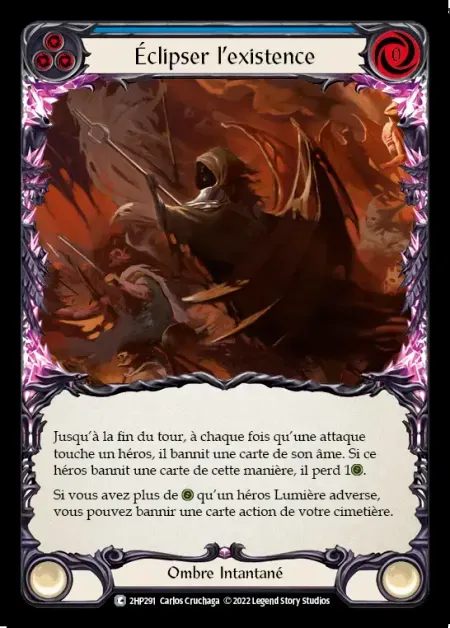 Éclipser l'existence
0
Jusqu'à la fin du tour, à chaque fois qu'une attaque
touche un héros, il bannit une carte de son âme. Si ce
héros bannit une carte de cette manière, il perd 1.
Si vous avez plus de qu'un héros Lumière adverse,
vous pouvez bannir une carte action de votre cimetière.
Ombre Intantané
C 2HP291 Carlos Cruchaga © 2022 Legend Story Studios